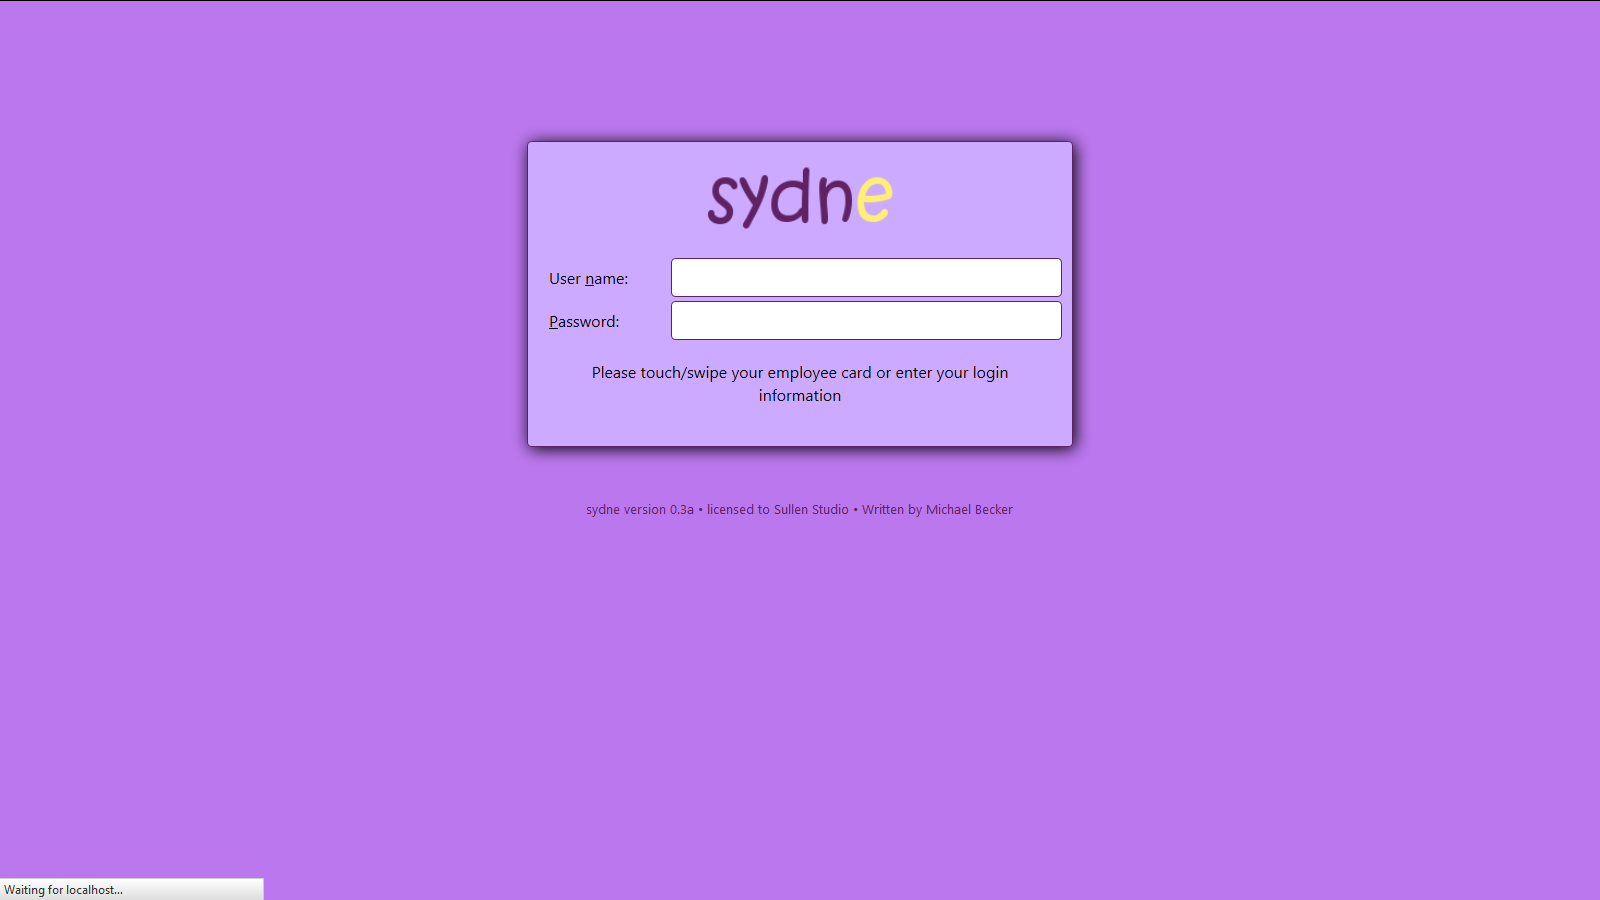 sydne
User name:
Password:
Please touch/swipe your employee card or enter your login
information
sydne version 0.3a • licensed to Sullen Studio • Written by Michael Becker
Waiting for localhost...